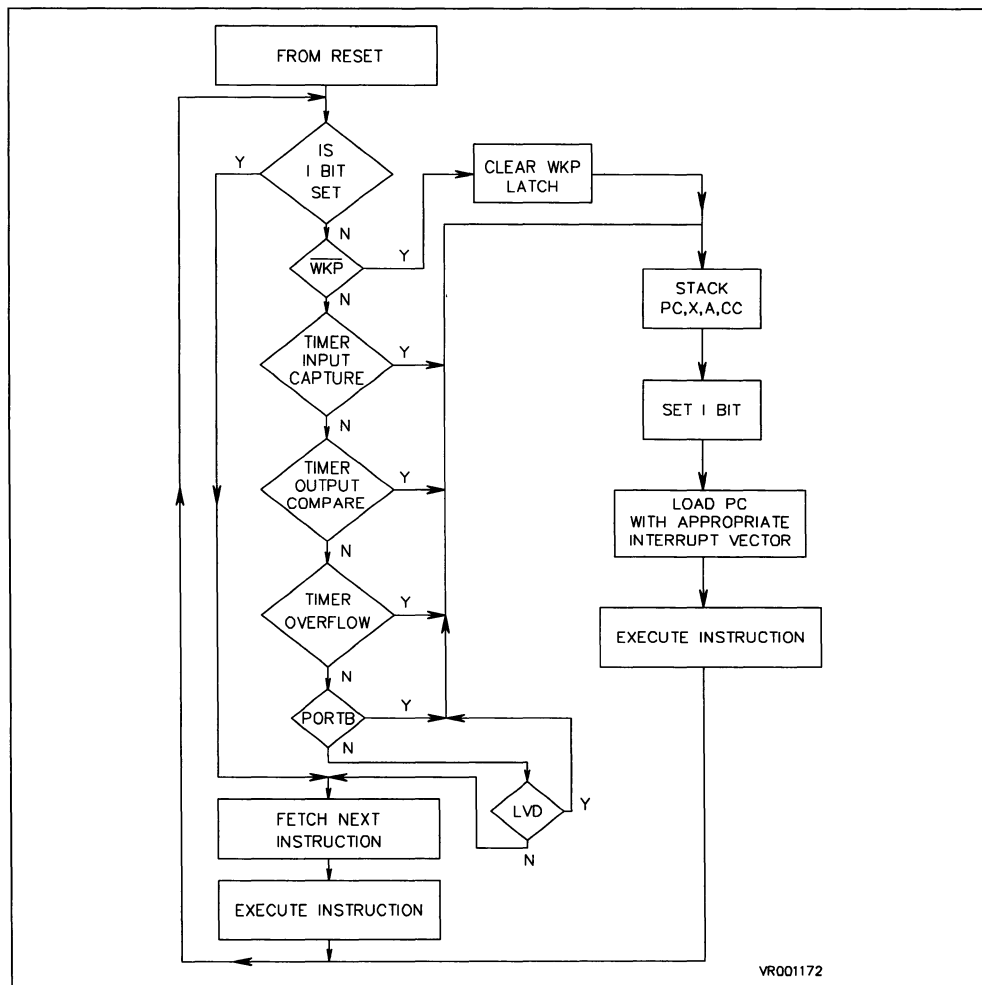 FROM RESET
IS
I BIT
SET
Y
N
CLEAR WKP
LATCH
WKP
Y
N
STACK
PC,X,A,CC
TIMER
INPUT
CAPTURE
Y
N
SET I BIT
TIMER
OUTPUT
COMPARE
Y
N
LOAD PC
WITH APPROPRIATE
INTERRUPT VECTOR
TIMER
OVERFLOW
Y
N
EXECUTE INSTRUCTION
PORTB
Y
N
LVD
Y
N
FETCH NEXT
INSTRUCTION
EXECUTE INSTRUCTION
VR001172